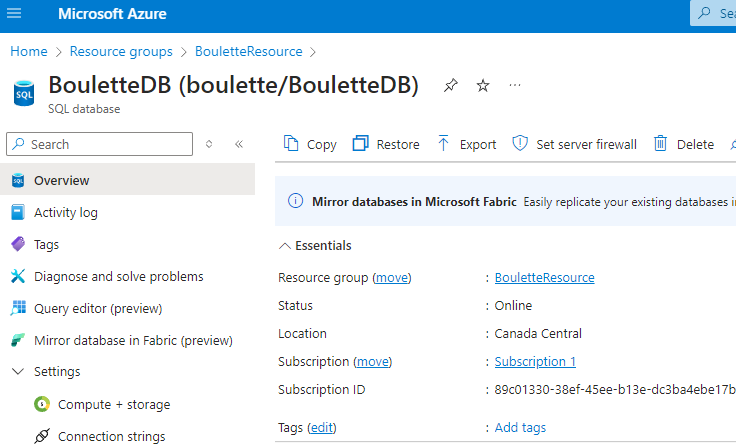 Microsoft Azure
Home > Resource groups > BouletteResource >
BouletteDB (boulette/BouletteDB)
SQL
SQL database
Search
Copy Restore Export Set server firewall Delete
Overview
Mirror databases in Microsoft Fabric Easily replicate your existing databases
Activity log
Essentials
Tags
Resource group (move) : BouletteResource
Diagnose and solve problems
Status : Online
Query editor (preview)
Location : Canada Central
Mirror database in Fabric (preview)
Subscription (move) : Subscription 1
Settings
Subscription ID : 89c01330-38ef-45ee-b13e-dc3ba4ebe17b
Compute + storage
Tags (edit) : Add tags
Connection strings